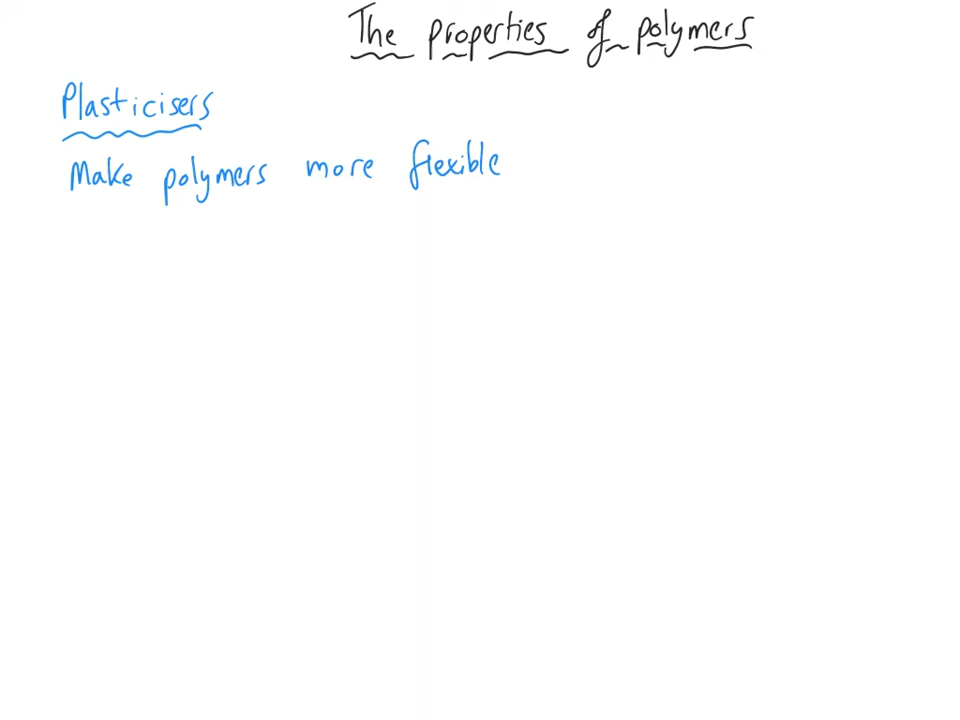 The properties of polymers
Plasticisers
Make polymers more flexible